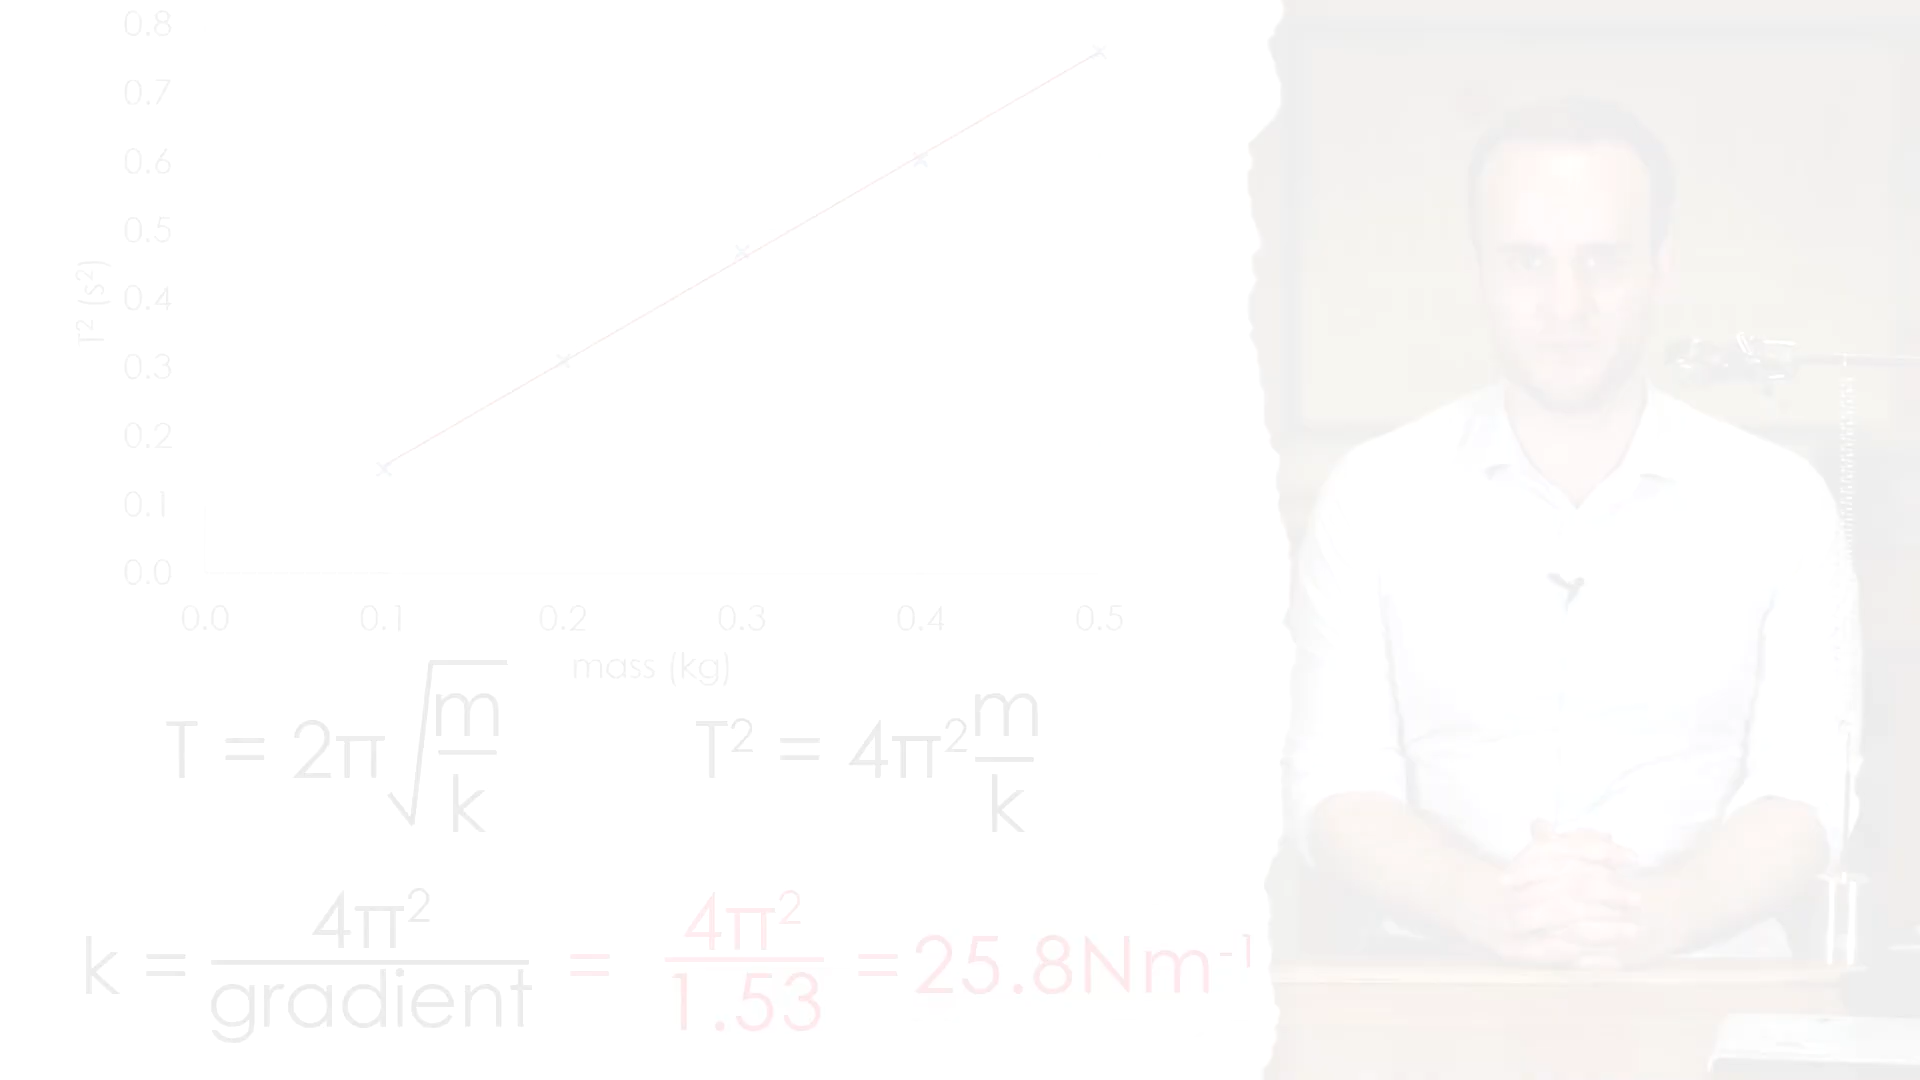 0.8
0.7
0.6
0.5
0.4
0.3
0.2
0.1
0.0
T² (s²)
0.0 0.1 0.2 0.3 0.4 0.5
mass (kg)
T = 2π√(m/k)
T² = 4π² m/k
k = 4π²/gradient = 4π²/1.53 = 25.8Nm⁻¹